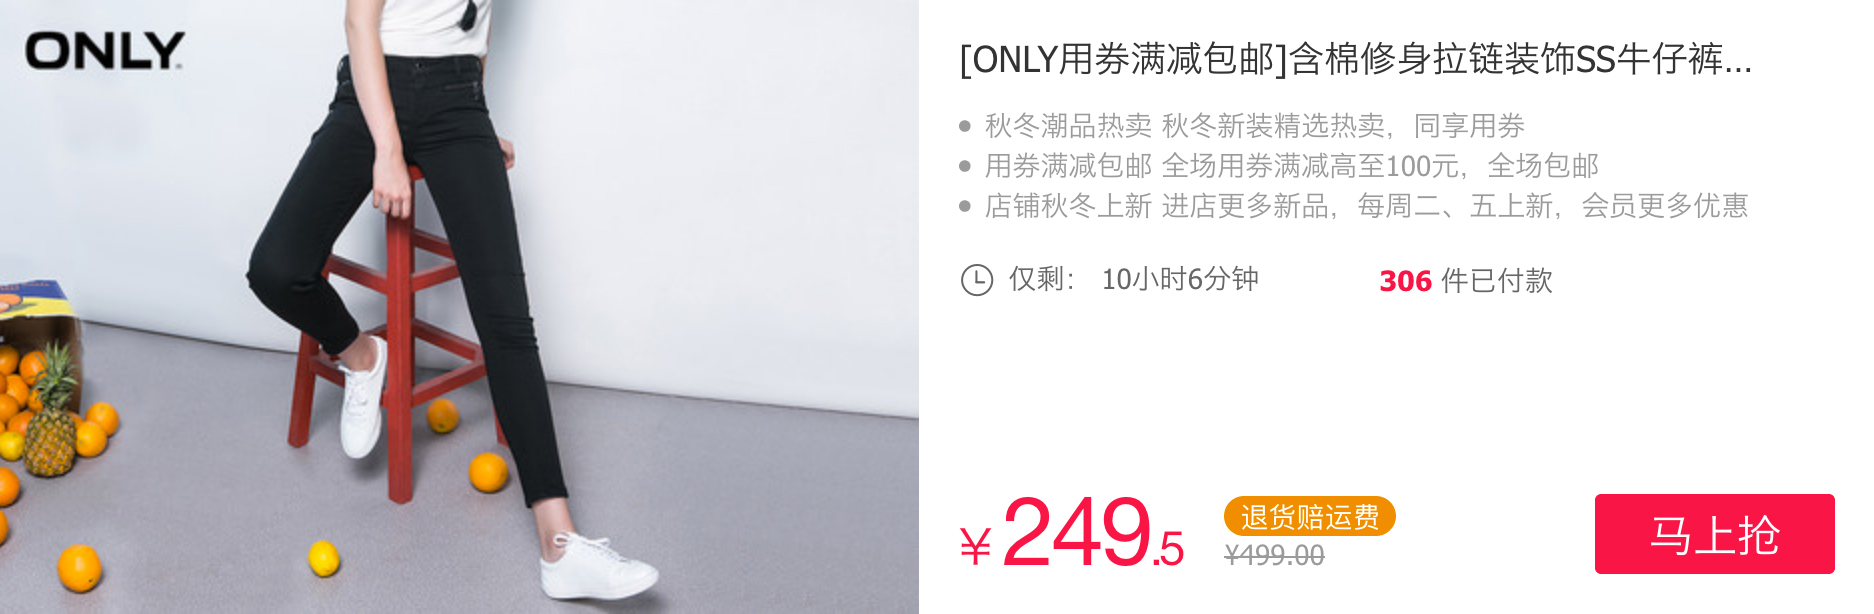 ONLY
[ONLY用券满减包邮]含棉修身拉链装饰SS牛仔裤...
秋冬潮品热卖 秋冬新装精选热卖，同享用券
用券满减包邮 全场用券满减高至100元，全场包邮
店铺秋冬上新 进店更多新品，每周二、五上新，会员更多优惠
仅剩： 10小时6分钟 306 件已付款
¥249.5 退货赔运费
¥499.00
马上抢